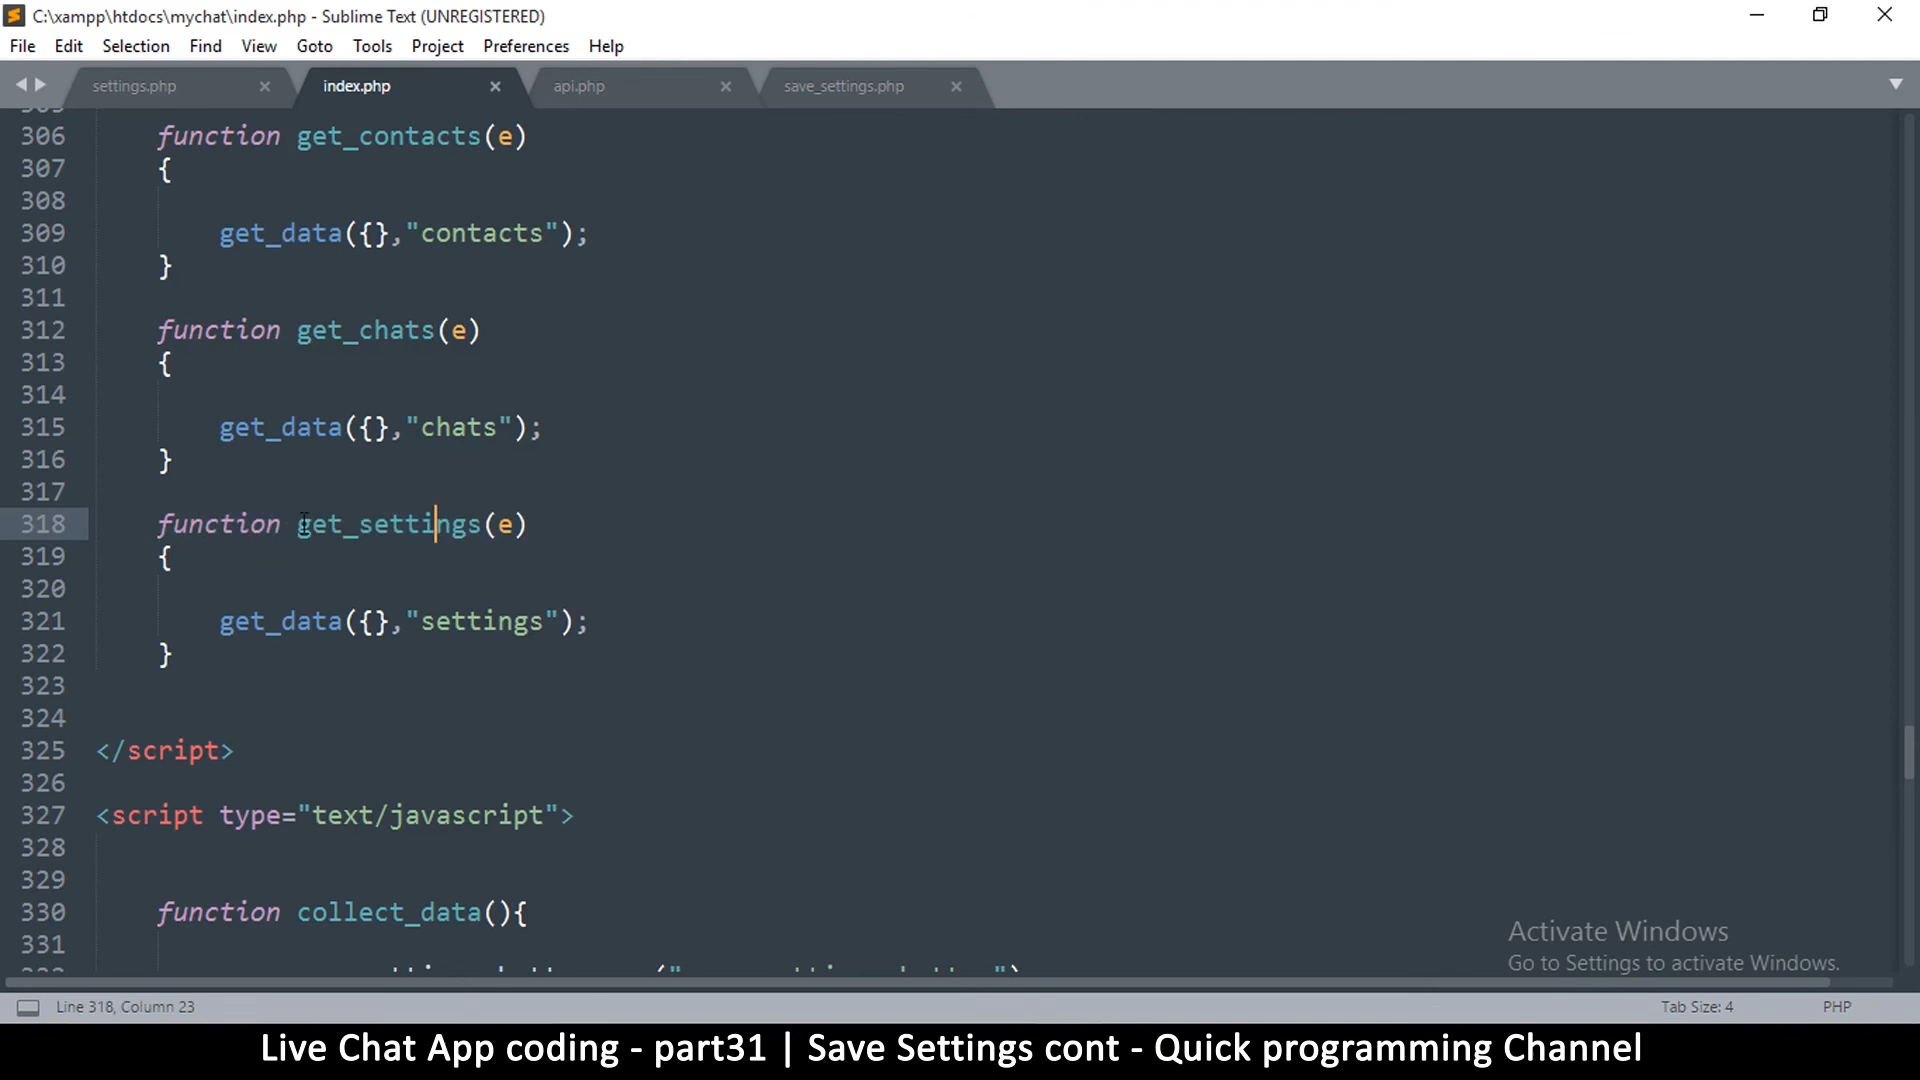 C:\xampp\htdocs\mychat\index.php - Sublime Text (UNREGISTERED)
File Edit Selection Find View Goto Tools Project Preferences Help
settings.php index.php api.php save_settings.php
306 function get_contacts(e)
307 {
308
309 get_data({},"contacts");
310 }
311
312 function get_chats(e)
313 {
314
315 get_data({},"chats");
316 }
317
318 function get_settings(e)
319 {
320
321 get_data({},"settings");
322 }
323
324
325 </script>
326
327 <script type="text/javascript">
328
329
330 function collect_data(){
331
Activate Windows
Go to Settings to activate Windows.
Line 318, Column 23 Tab Size: 4 PHP
Live Chat App coding - part31 | Save Settings cont - Quick programming Channel